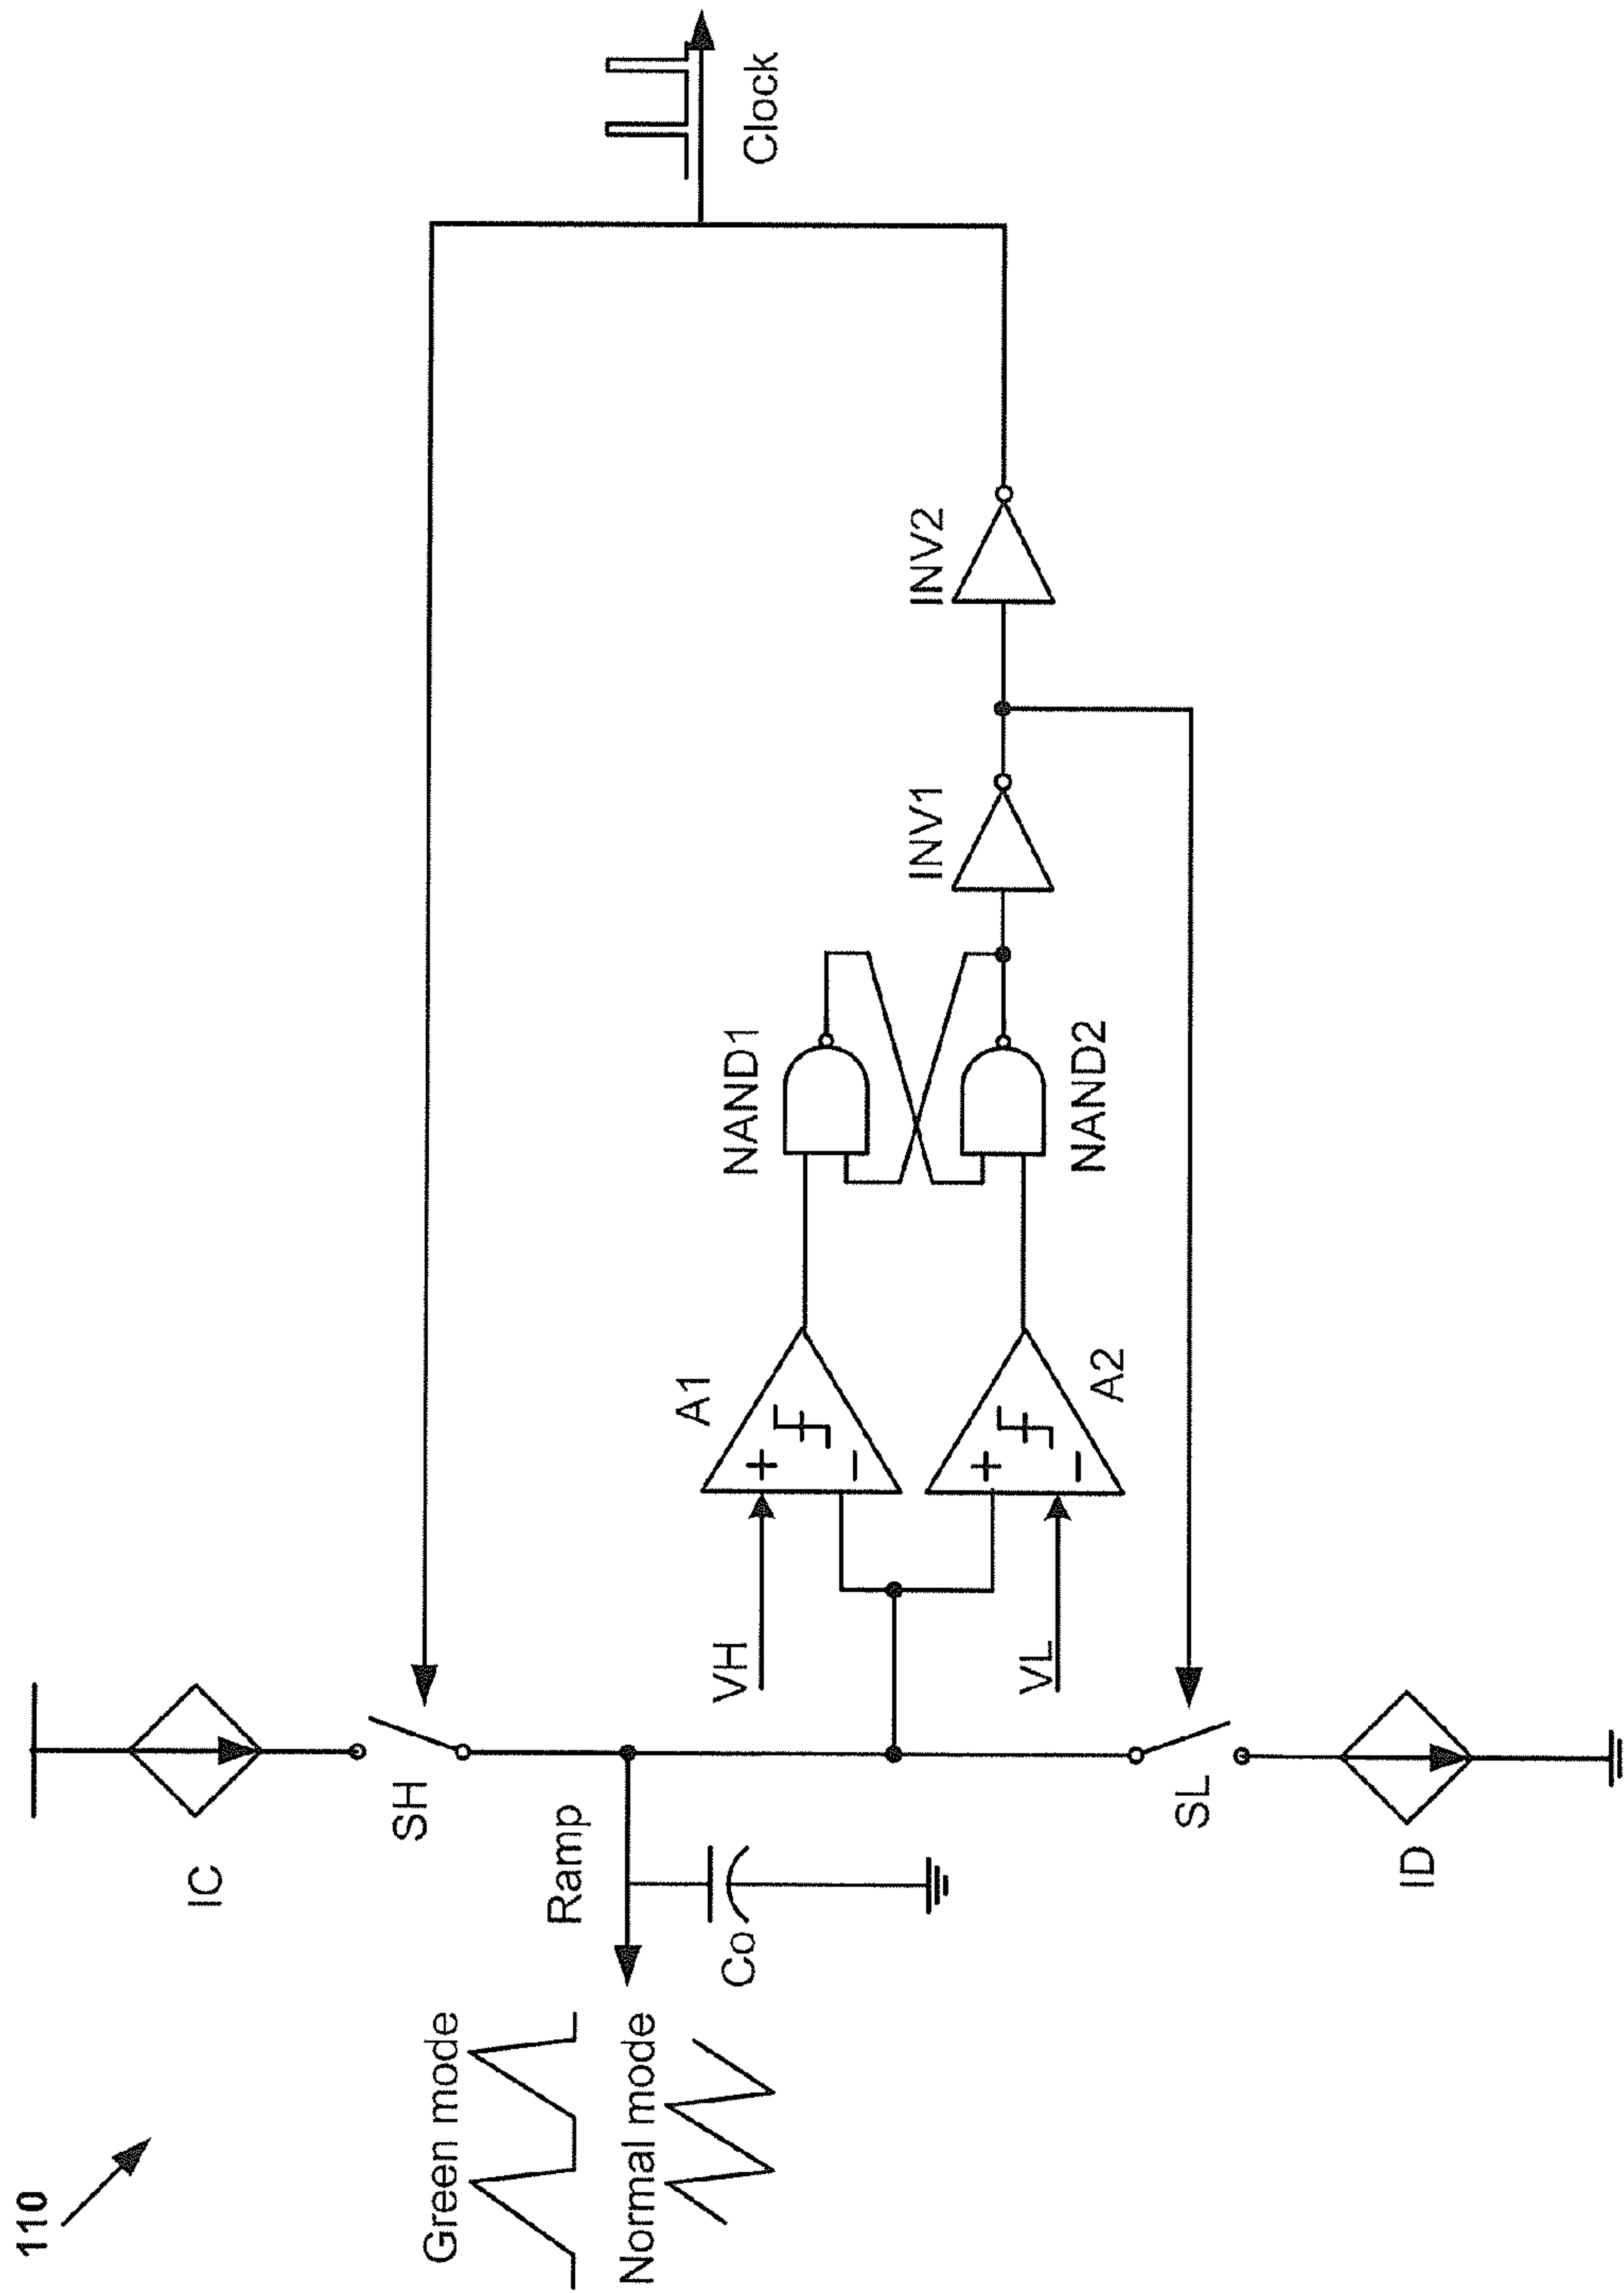 110
Green mode
Normal mode
Ramp
Co
IC
SH
SL
ID
VH
VL
+
−
+
−
A1
A2
NAND1
NAND2
INV1
INV2
Clock